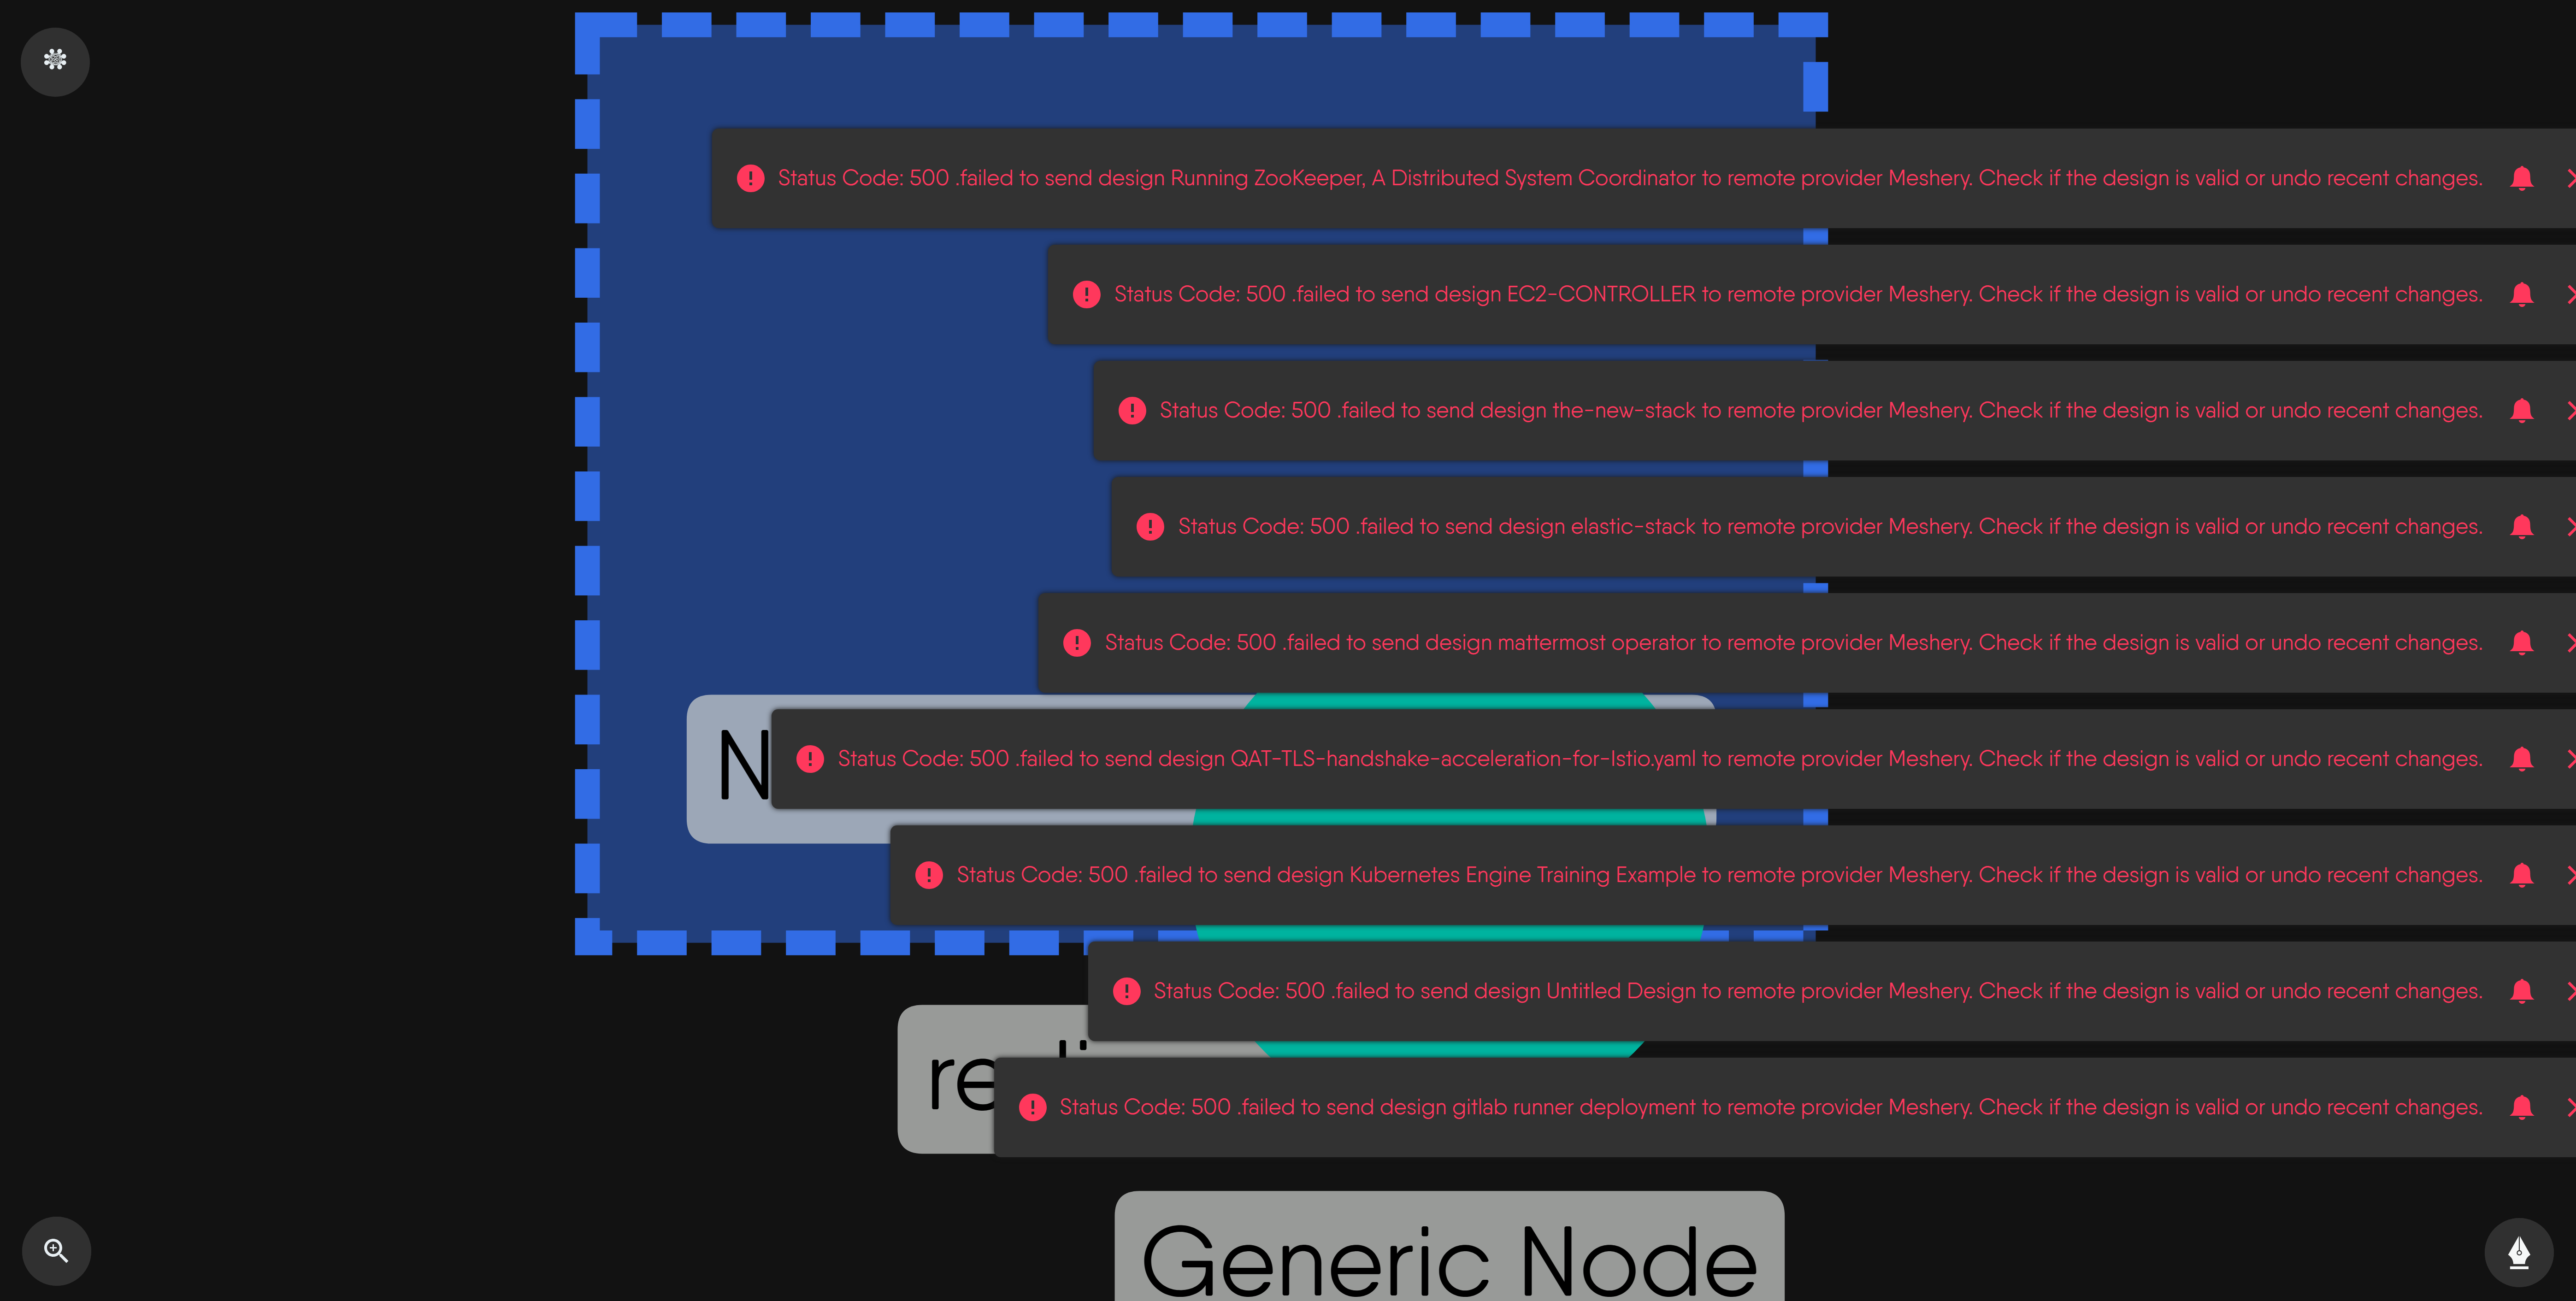 Status Code: 500 .failed to send design Running ZooKeeper, A Distributed System Coordinator to remote provider Meshery. Check if the design is valid or undo recent changes.
Status Code: 500 .failed to send design EC2-CONTROLLER to remote provider Meshery. Check if the design is valid or undo recent changes.
Status Code: 500 .failed to send design the-new-stack to remote provider Meshery. Check if the design is valid or undo recent changes.
Status Code: 500 .failed to send design elastic-stack to remote provider Meshery. Check if the design is valid or undo recent changes.
Status Code: 500 .failed to send design mattermost operator to remote provider Meshery. Check if the design is valid or undo recent changes.
Status Code: 500 .failed to send design QAT-TLS-handshake-acceleration-for-Istio.yaml to remote provider Meshery. Check if the design is valid or undo recent changes.
Status Code: 500 .failed to send design Kubernetes Engine Training Example to remote provider Meshery. Check if the design is valid or undo recent changes.
Status Code: 500 .failed to send design Untitled Design to remote provider Meshery. Check if the design is valid or undo recent changes.
Status Code: 500 .failed to send design gitlab runner deployment to remote provider Meshery. Check if the design is valid or undo recent changes.
Generic Node